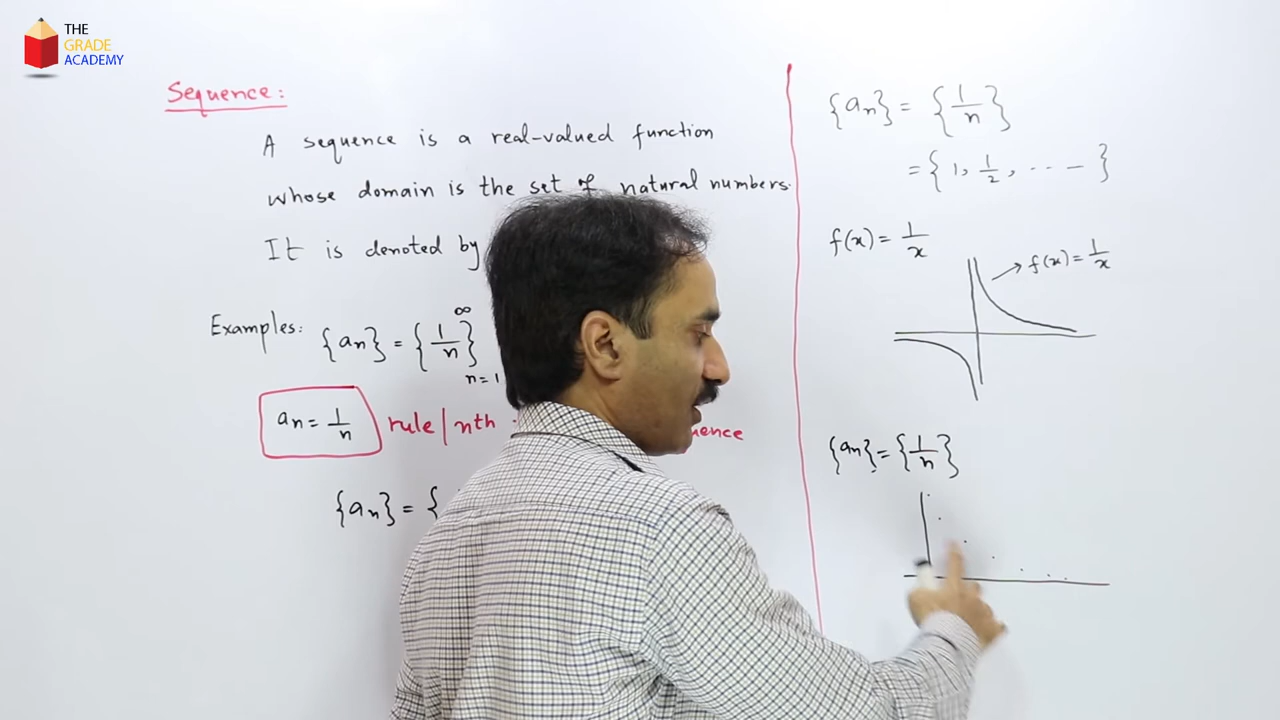 THE
GRADE
ACADEMY
Sequence:
A sequence is a real-valued function
whose domain is the set of natural numbers.
It is denoted by
Examples: {aₙ} = {1/n}^∞_{n=1}
aₙ = 1/n rule/nth
{aₙ} = {
{aₙ} = {1/n}
= {1, 1/2, ... – }
f(x) = 1/x
→ f(x) = 1/x
{aₙ} = {1/n}